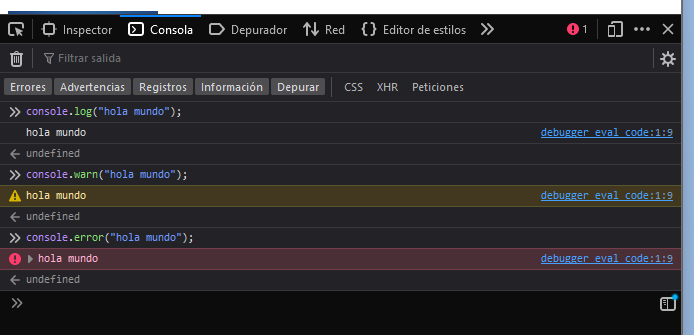 Inspector Consola Depurador Red Editor de estilos 1
Filtrar salida
Errores Advertencias Registros Información Depurar CSS XHR Peticiones
console.log("hola mundo");
hola mundo debugger eval code:1:9
undefined
console.warn("hola mundo");
hola mundo debugger eval code:1:9
undefined
console.error("hola mundo");
hola mundo debugger eval code:1:9
undefined